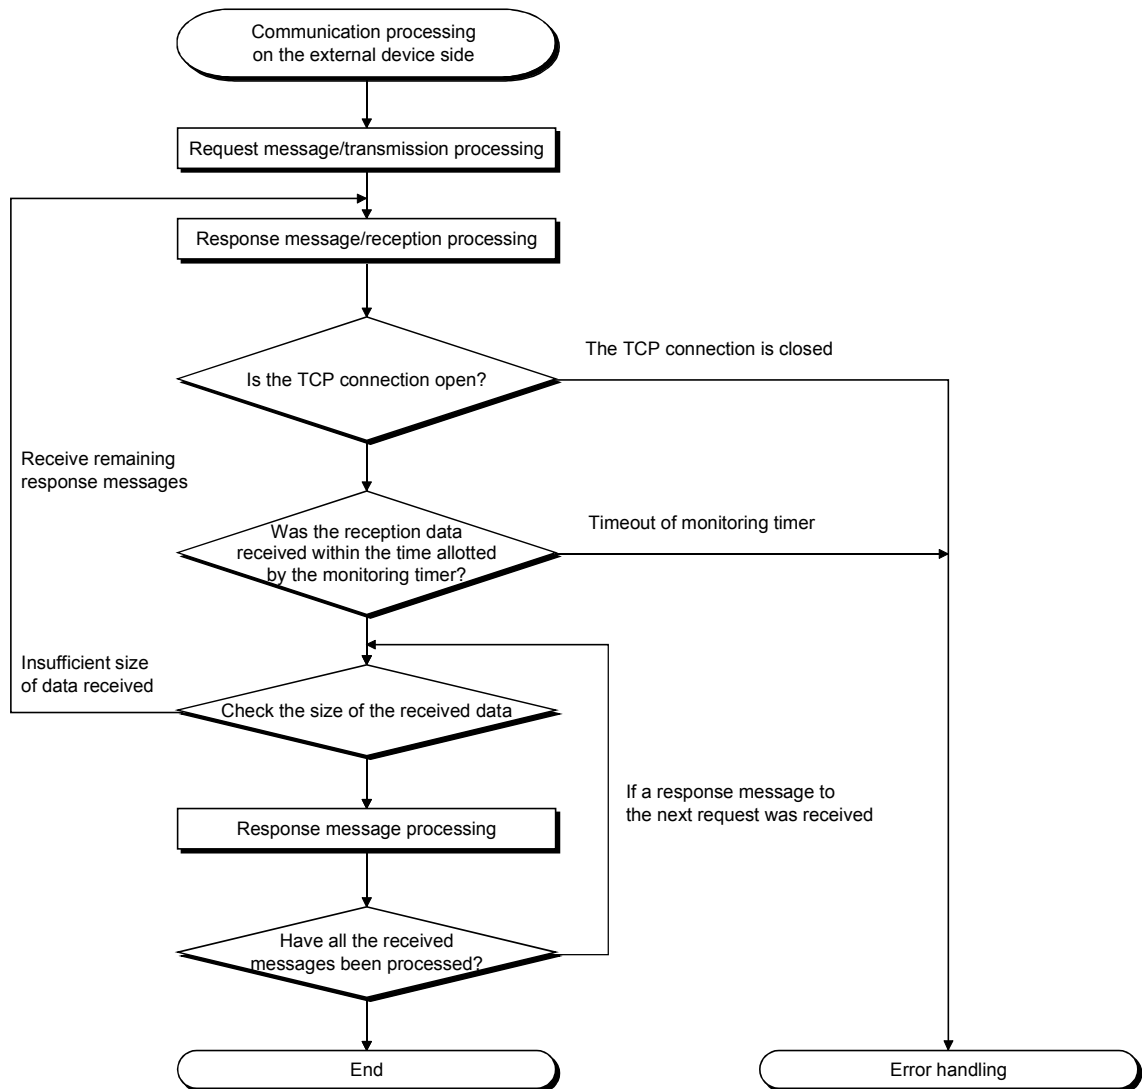 Communication processing
on the external device side
Request message/transmission processing
Response message/reception processing
The TCP connection is closed
Is the TCP connection open?
Receive remaining
response messages
Timeout of monitoring timer
Was the reception data
received within the time allotted
by the monitoring timer?
Insufficient size
of data received
Check the size of the received data
If a response message to
the next request was received
Response message processing
Have all the received
messages been processed?
End
Error handling